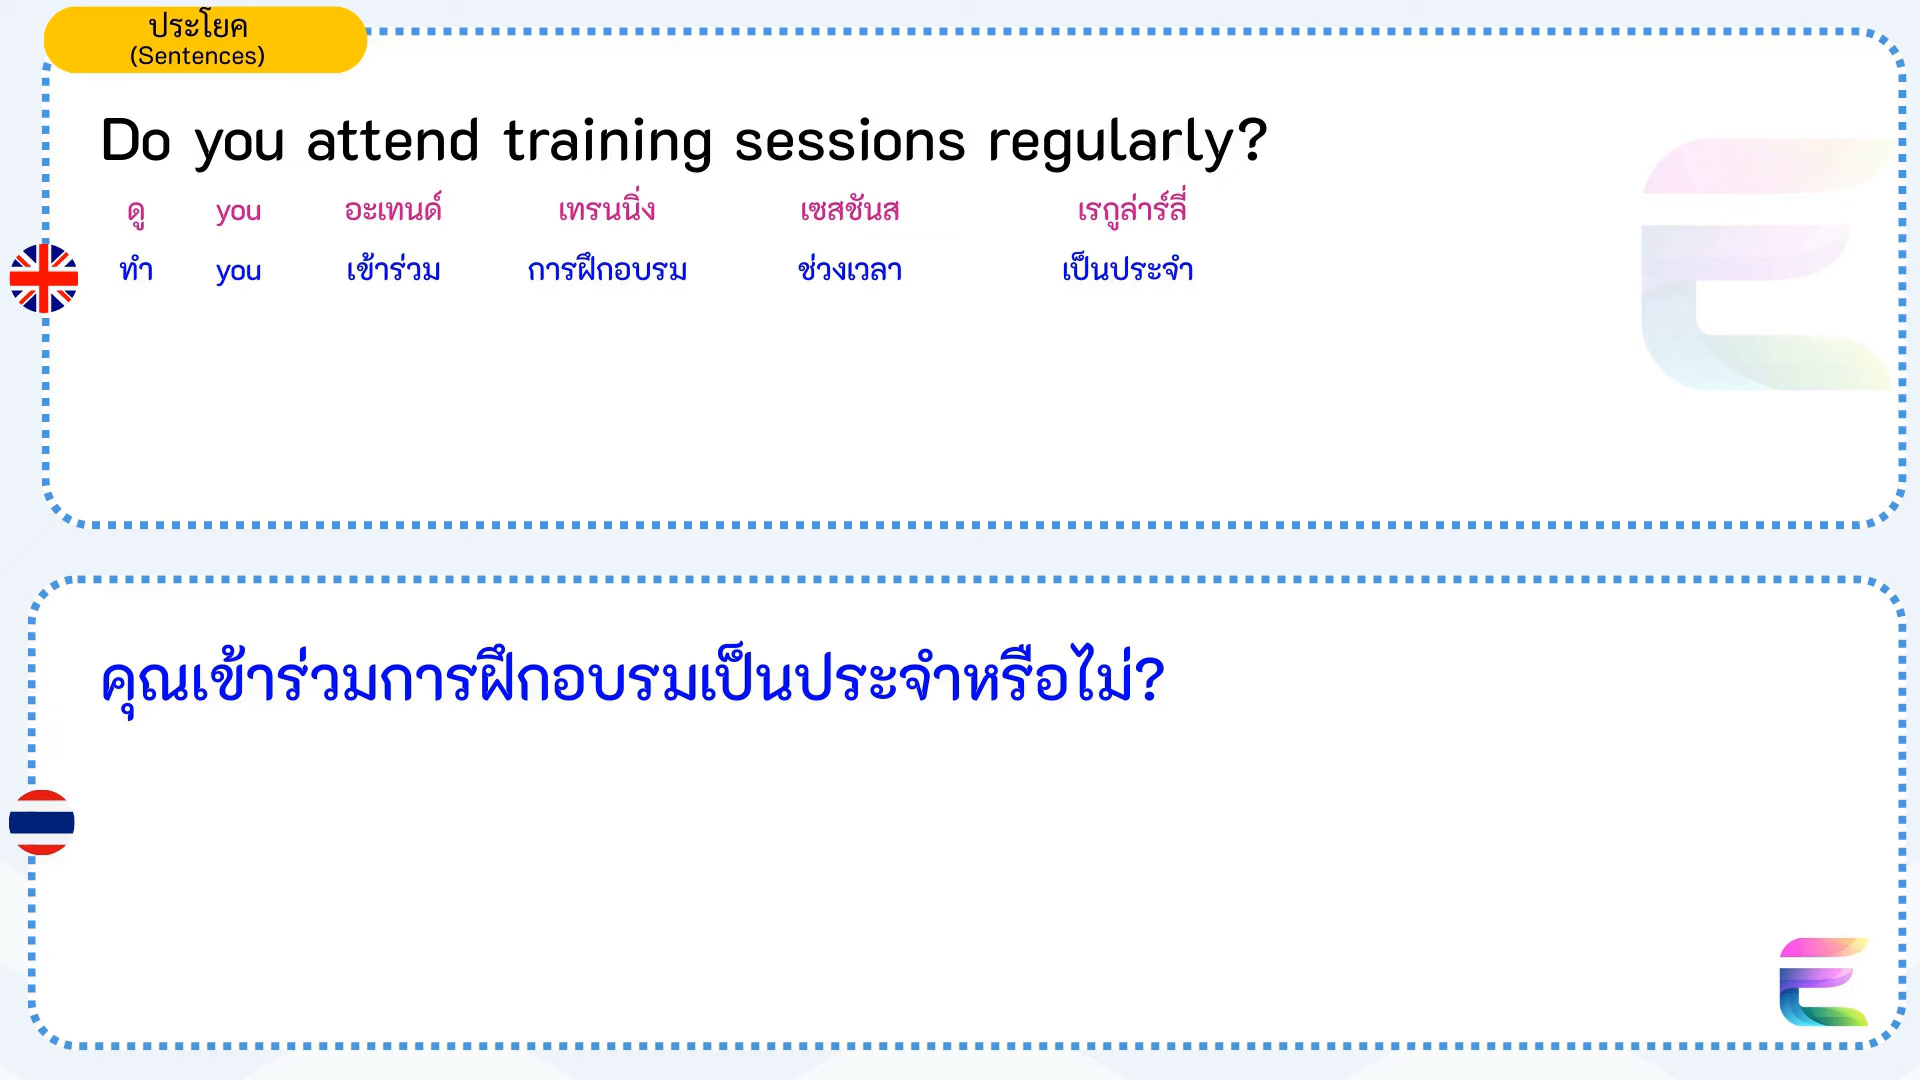 ประโยค
(Sentences)
Do you attend training sessions regularly?
ดู you อะเทนด์ เทรนนิ่ง เซสชันส เรกูล่าร์ลี่
ทำ you เข้าร่วม การฝึกอบรม ช่วงเวลา เป็นประจำ
คุณเข้าร่วมการฝึกอบรมเป็นประจำหรือไม่?